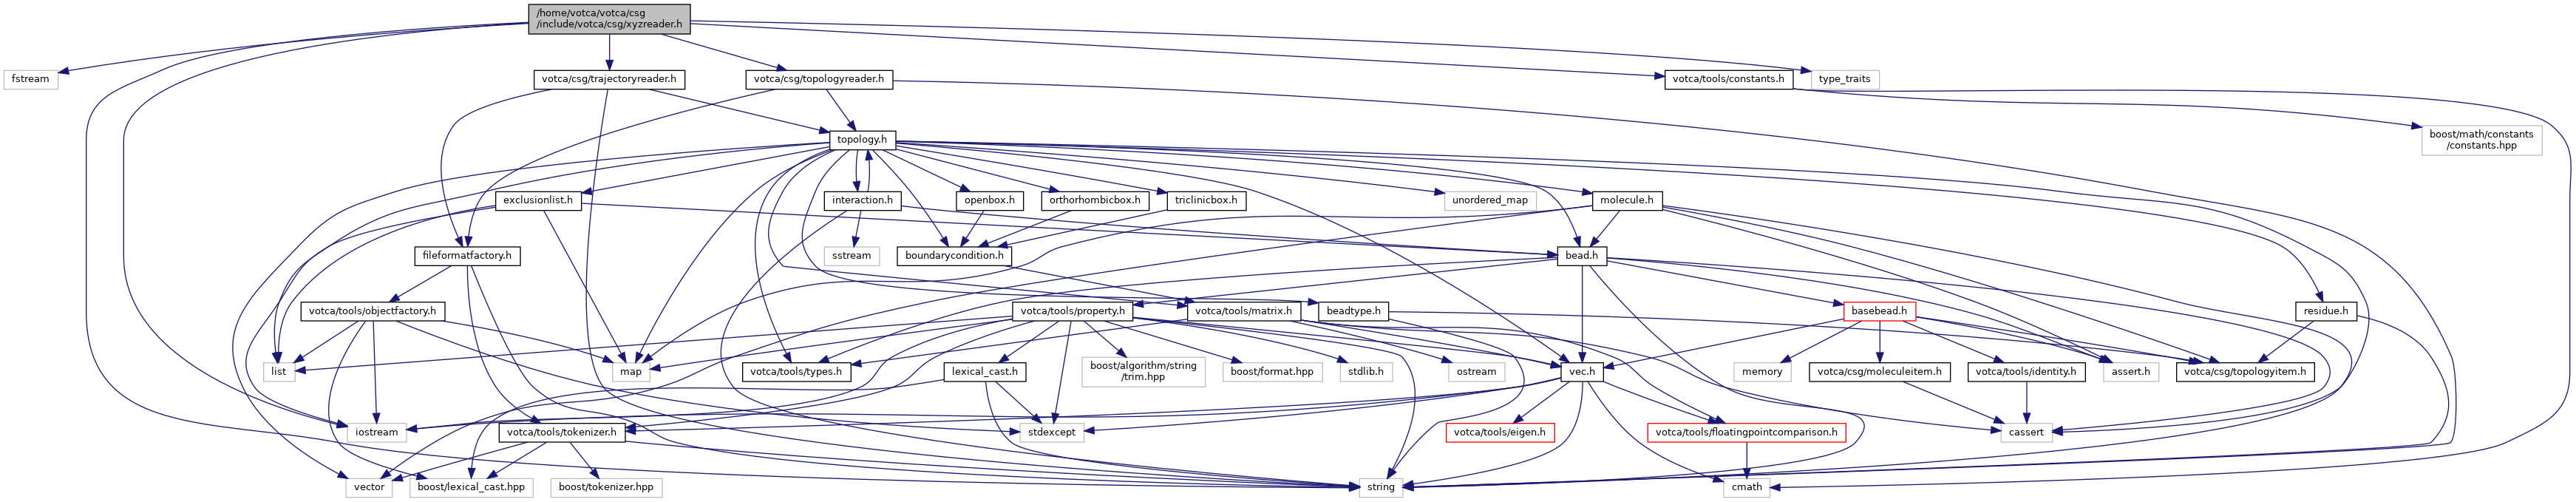 /home/votca/votca/csg
/include/votca/csg/xyzreader.h
fstream
votca/csg/trajectoryreader.h
votca/csg/topologyreader.h
votca/tools/constants.h
type_traits
topology.h
boost/math/constants
/constants.hpp
exclusionlist.h
interaction.h
openbox.h
orthorhombicbox.h
triclinicbox.h
unordered_map
molecule.h
fileformatfactory.h
sstream
boundarycondition.h
bead.h
votca/tools/objectfactory.h
votca/tools/property.h
votca/tools/matrix.h
beadtype.h
basebead.h
residue.h
list
map
votca/tools/types.h
lexical_cast.h
boost/algorithm/string
/trim.hpp
boost/format.hpp
stdlib.h
ostream
vec.h
memory
votca/csg/moleculeitem.h
votca/tools/identity.h
assert.h
votca/csg/topologyitem.h
iostream
votca/tools/tokenizer.h
stdexcept
votca/tools/eigen.h
votca/tools/floatingpointcomparison.h
cassert
vector
boost/lexical_cast.hpp
boost/tokenizer.hpp
string
cmath